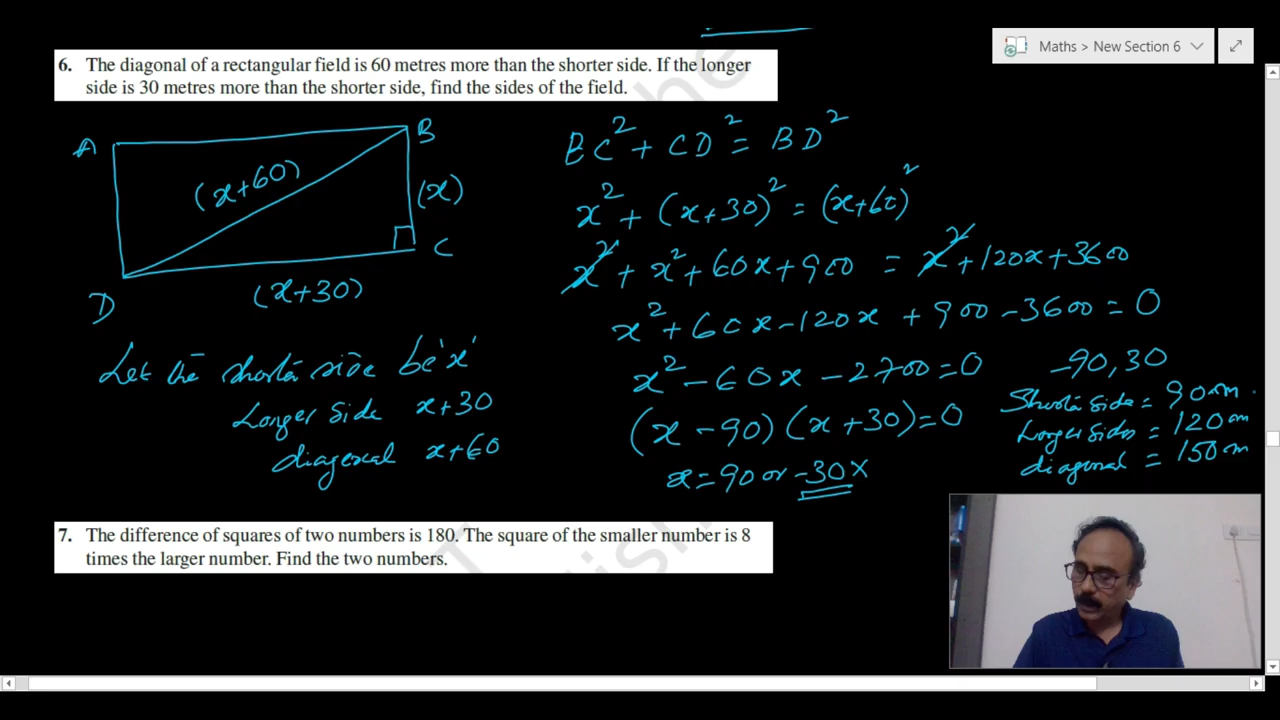 Maths > New Section 6
6. The diagonal of a rectangular field is 60 metres more than the shorter side. If the longer
side is 30 metres more than the shorter side, find the sides of the field.
A
B
(x+60)
(x)
C
D
(x+30)
Let the shorter side be 'x'
Longer side x+30
diagonal x+60
BC² + CD² = BD²
x² + (x+30)² = (x+60)²
x² + x² + 60x + 900 = x² + 120x + 3600
x² + 60x - 120x + 900 - 3600 = 0
x² - 60x - 2700 = 0
(x - 90)(x + 30) = 0
x = 90 or -30 ×
-90, 30
Shorter side = 90m.
Longer side = 120m
diagonal = 150m
7. The difference of squares of two numbers is 180. The square of the smaller number is 8
times the larger number. Find the two numbers.